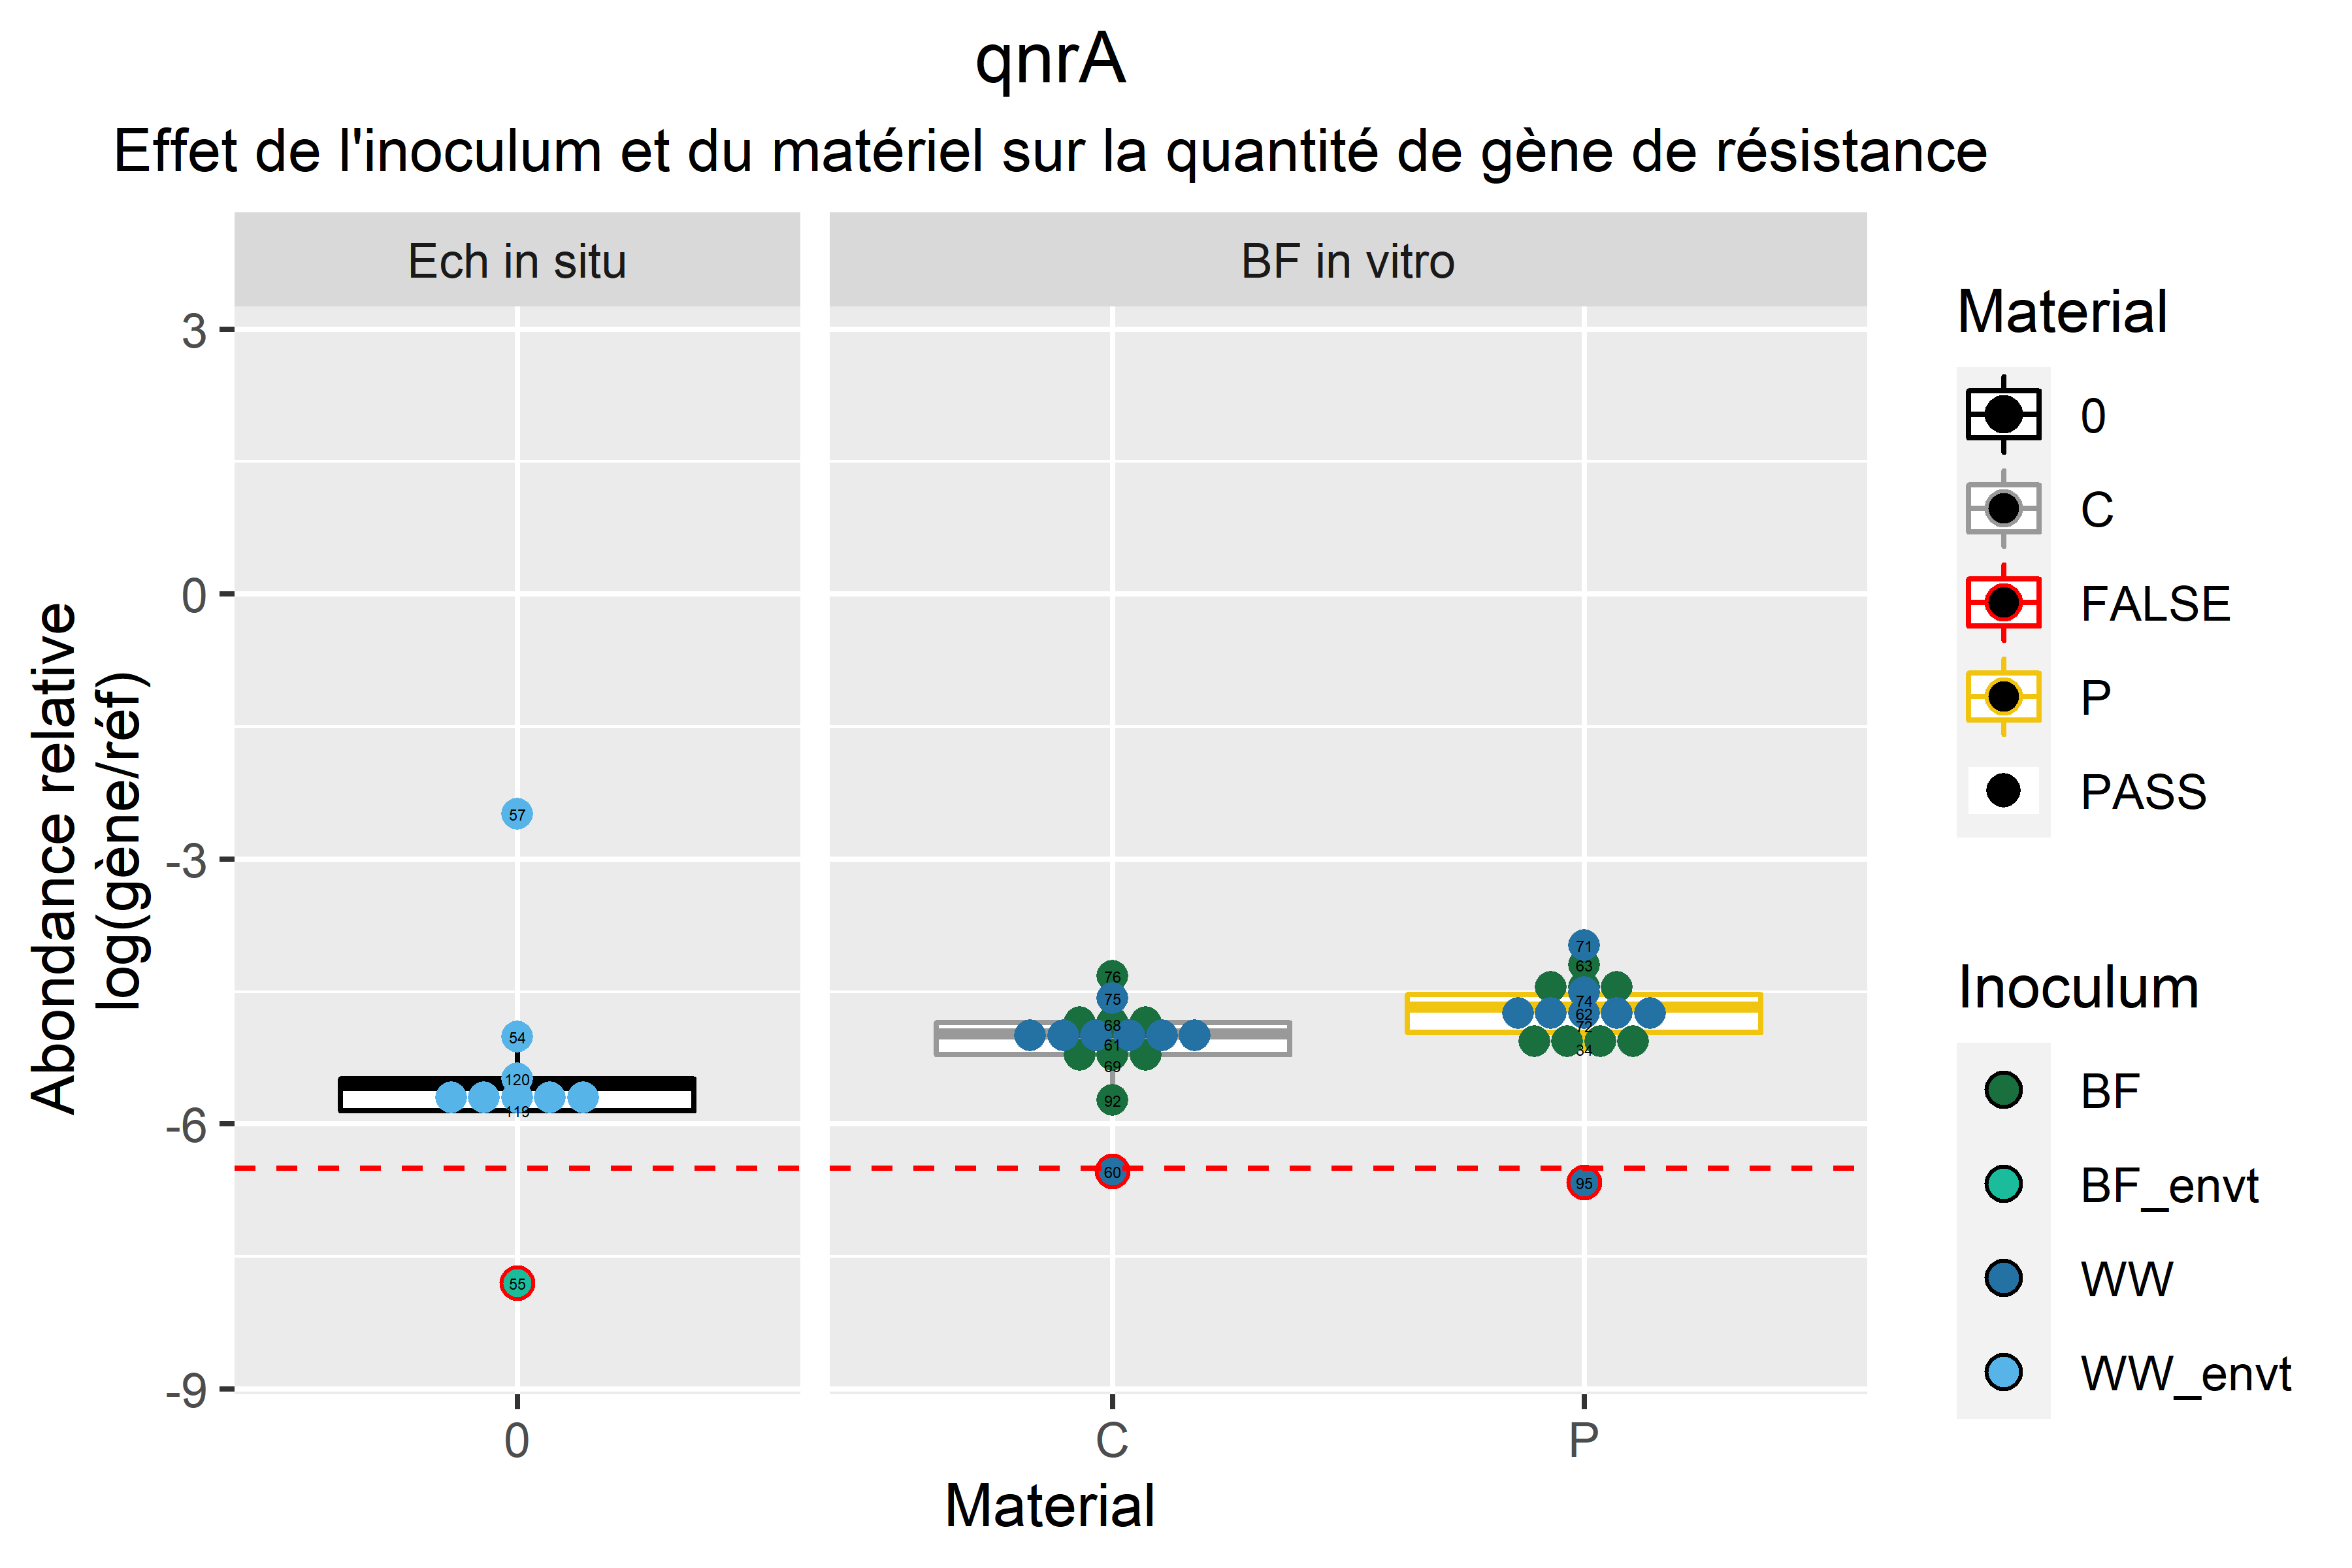 qnrA
Effet de l'inoculum et du matériel sur la quantité de gène de résistance
Ech in situ
BF in vitro
Abondance relative
log(gène/réf)
3
0
-3
-6
-9
57
54
120
119
55
76
75
68
61
69
92
60
71
63
74
62
72
34
95
0
C
P
Material
Material
0
C
FALSE
P
PASS
Inoculum
BF
BF_envt
WW
WW_envt